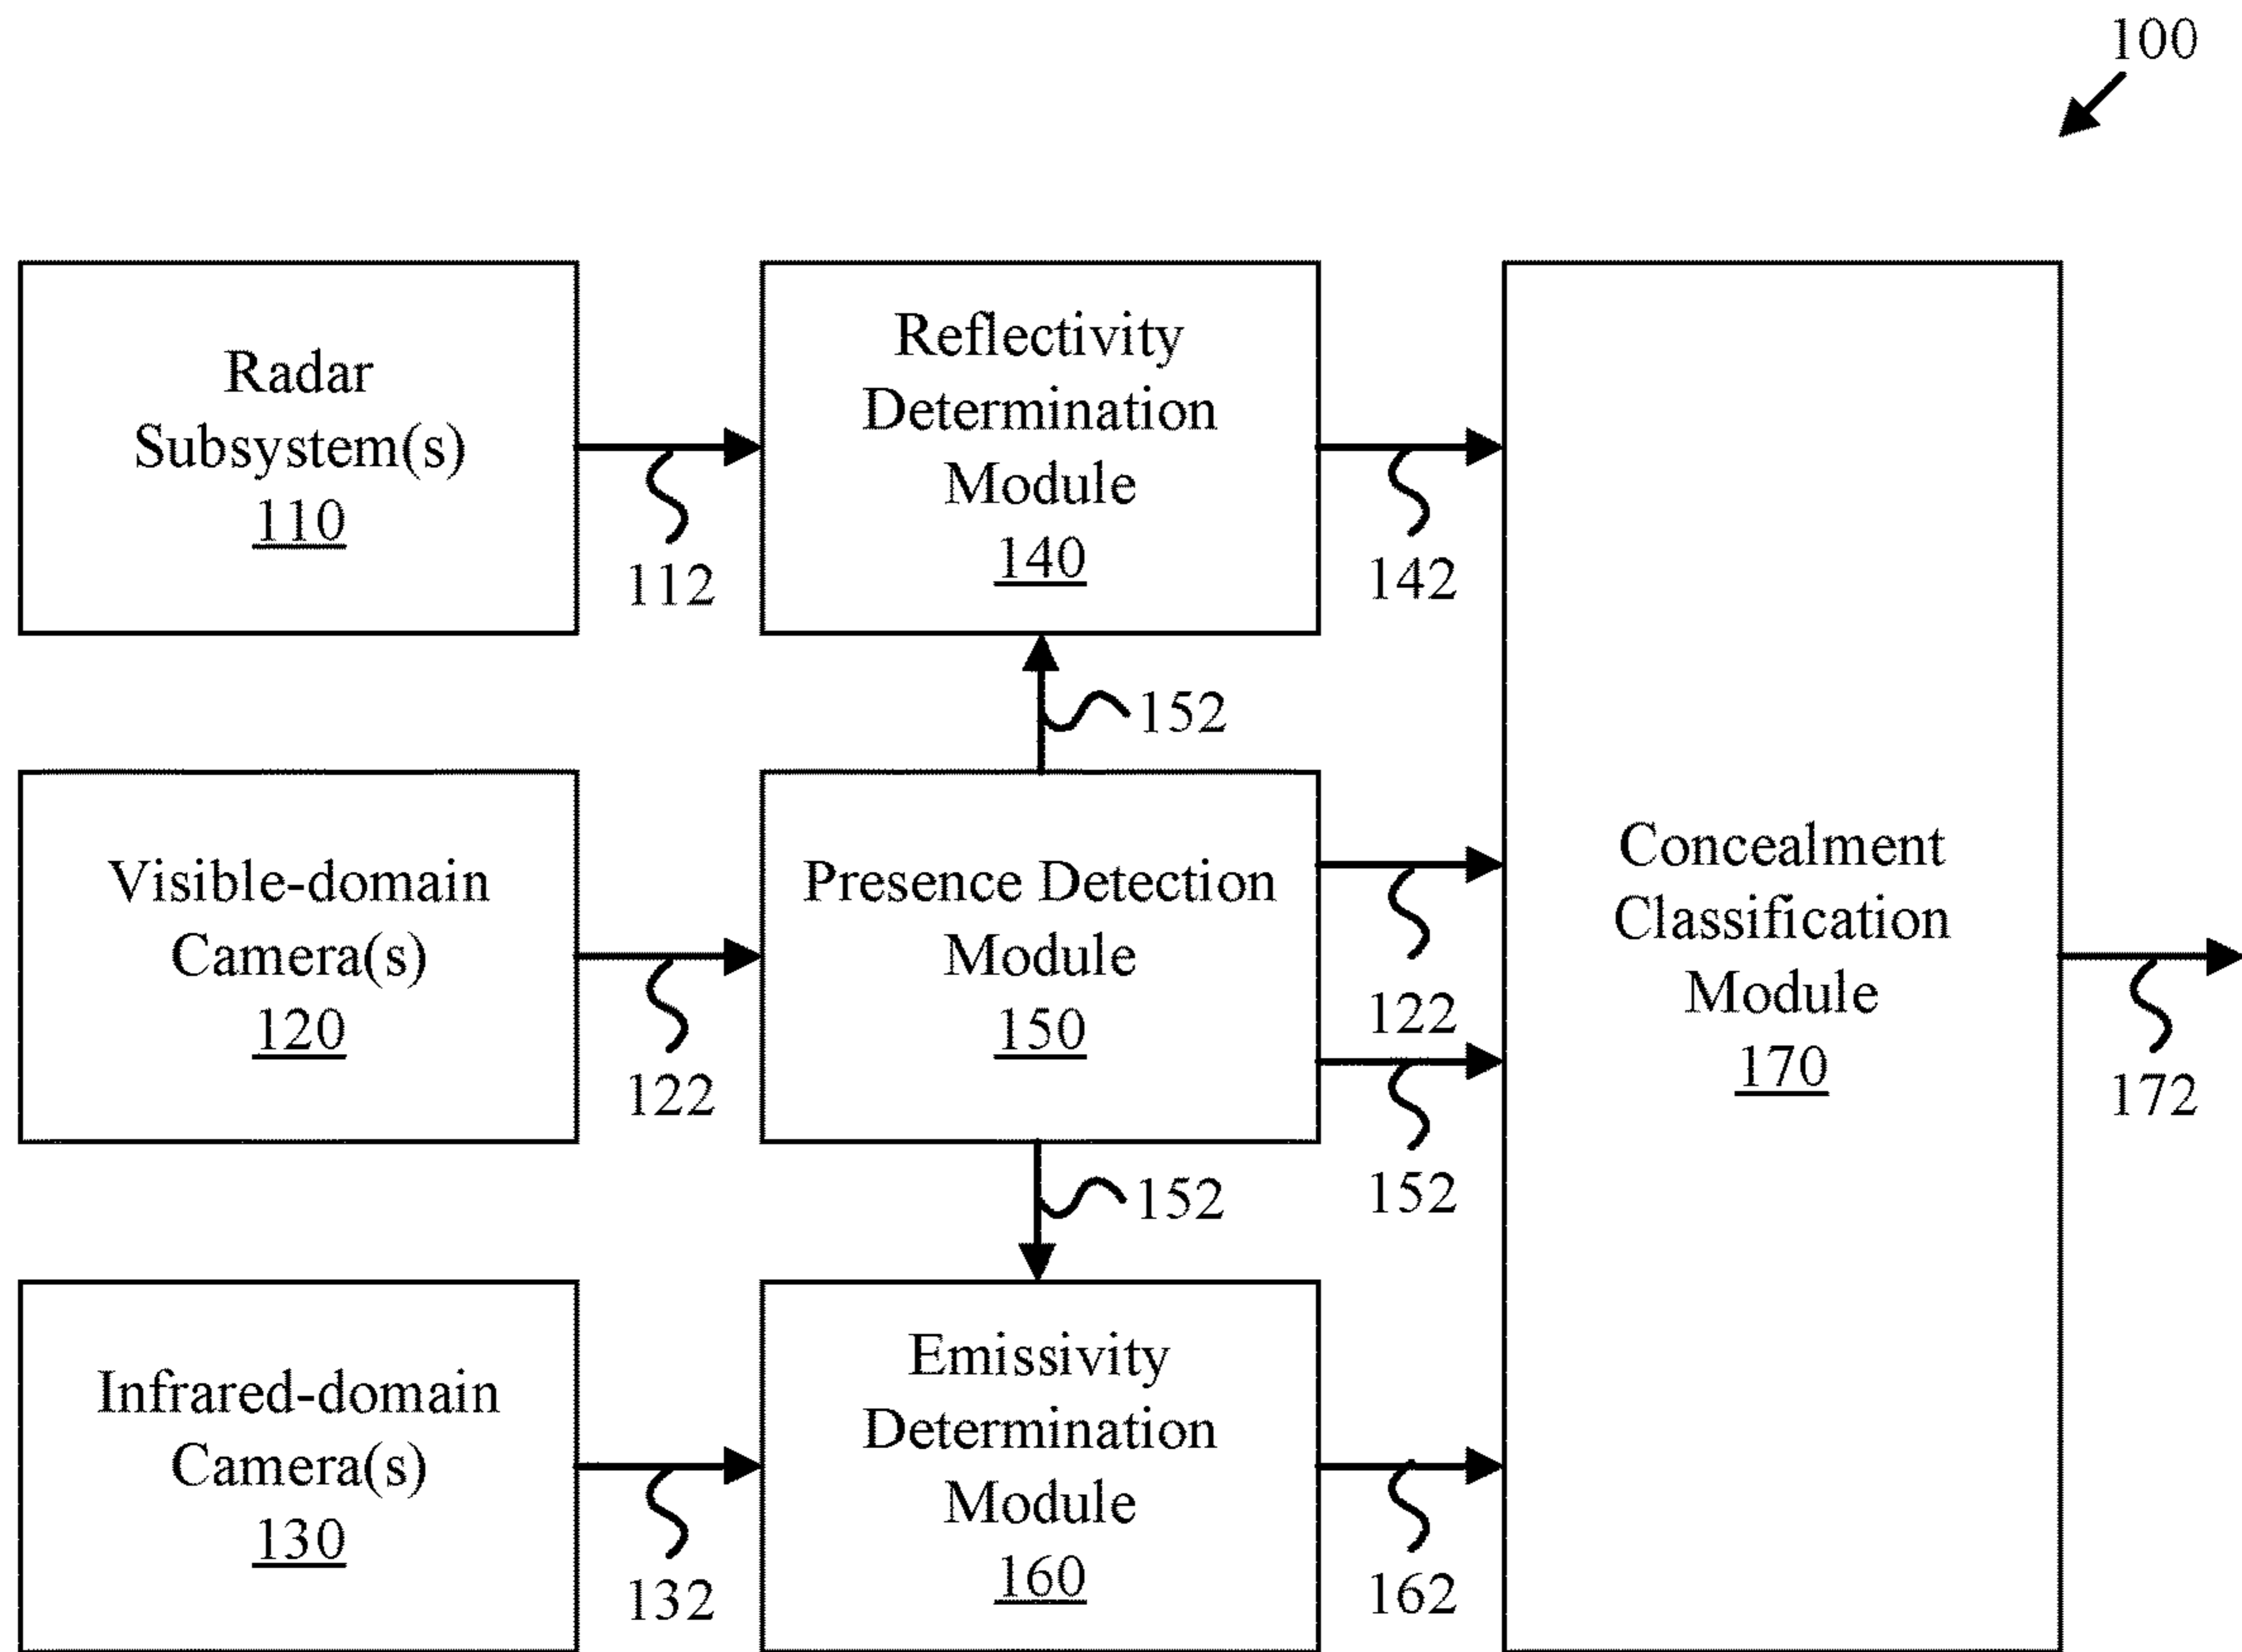 100
Radar
Subsystem(s)
110
112
Reflectivity
Determination
Module
140
142
152
Visible-domain
Camera(s)
120
122
Presence Detection
Module
150
122
152
Concealment
Classification
Module
170
172
152
Infrared-domain
Camera(s)
130
132
Emissivity
Determination
Module
160
162